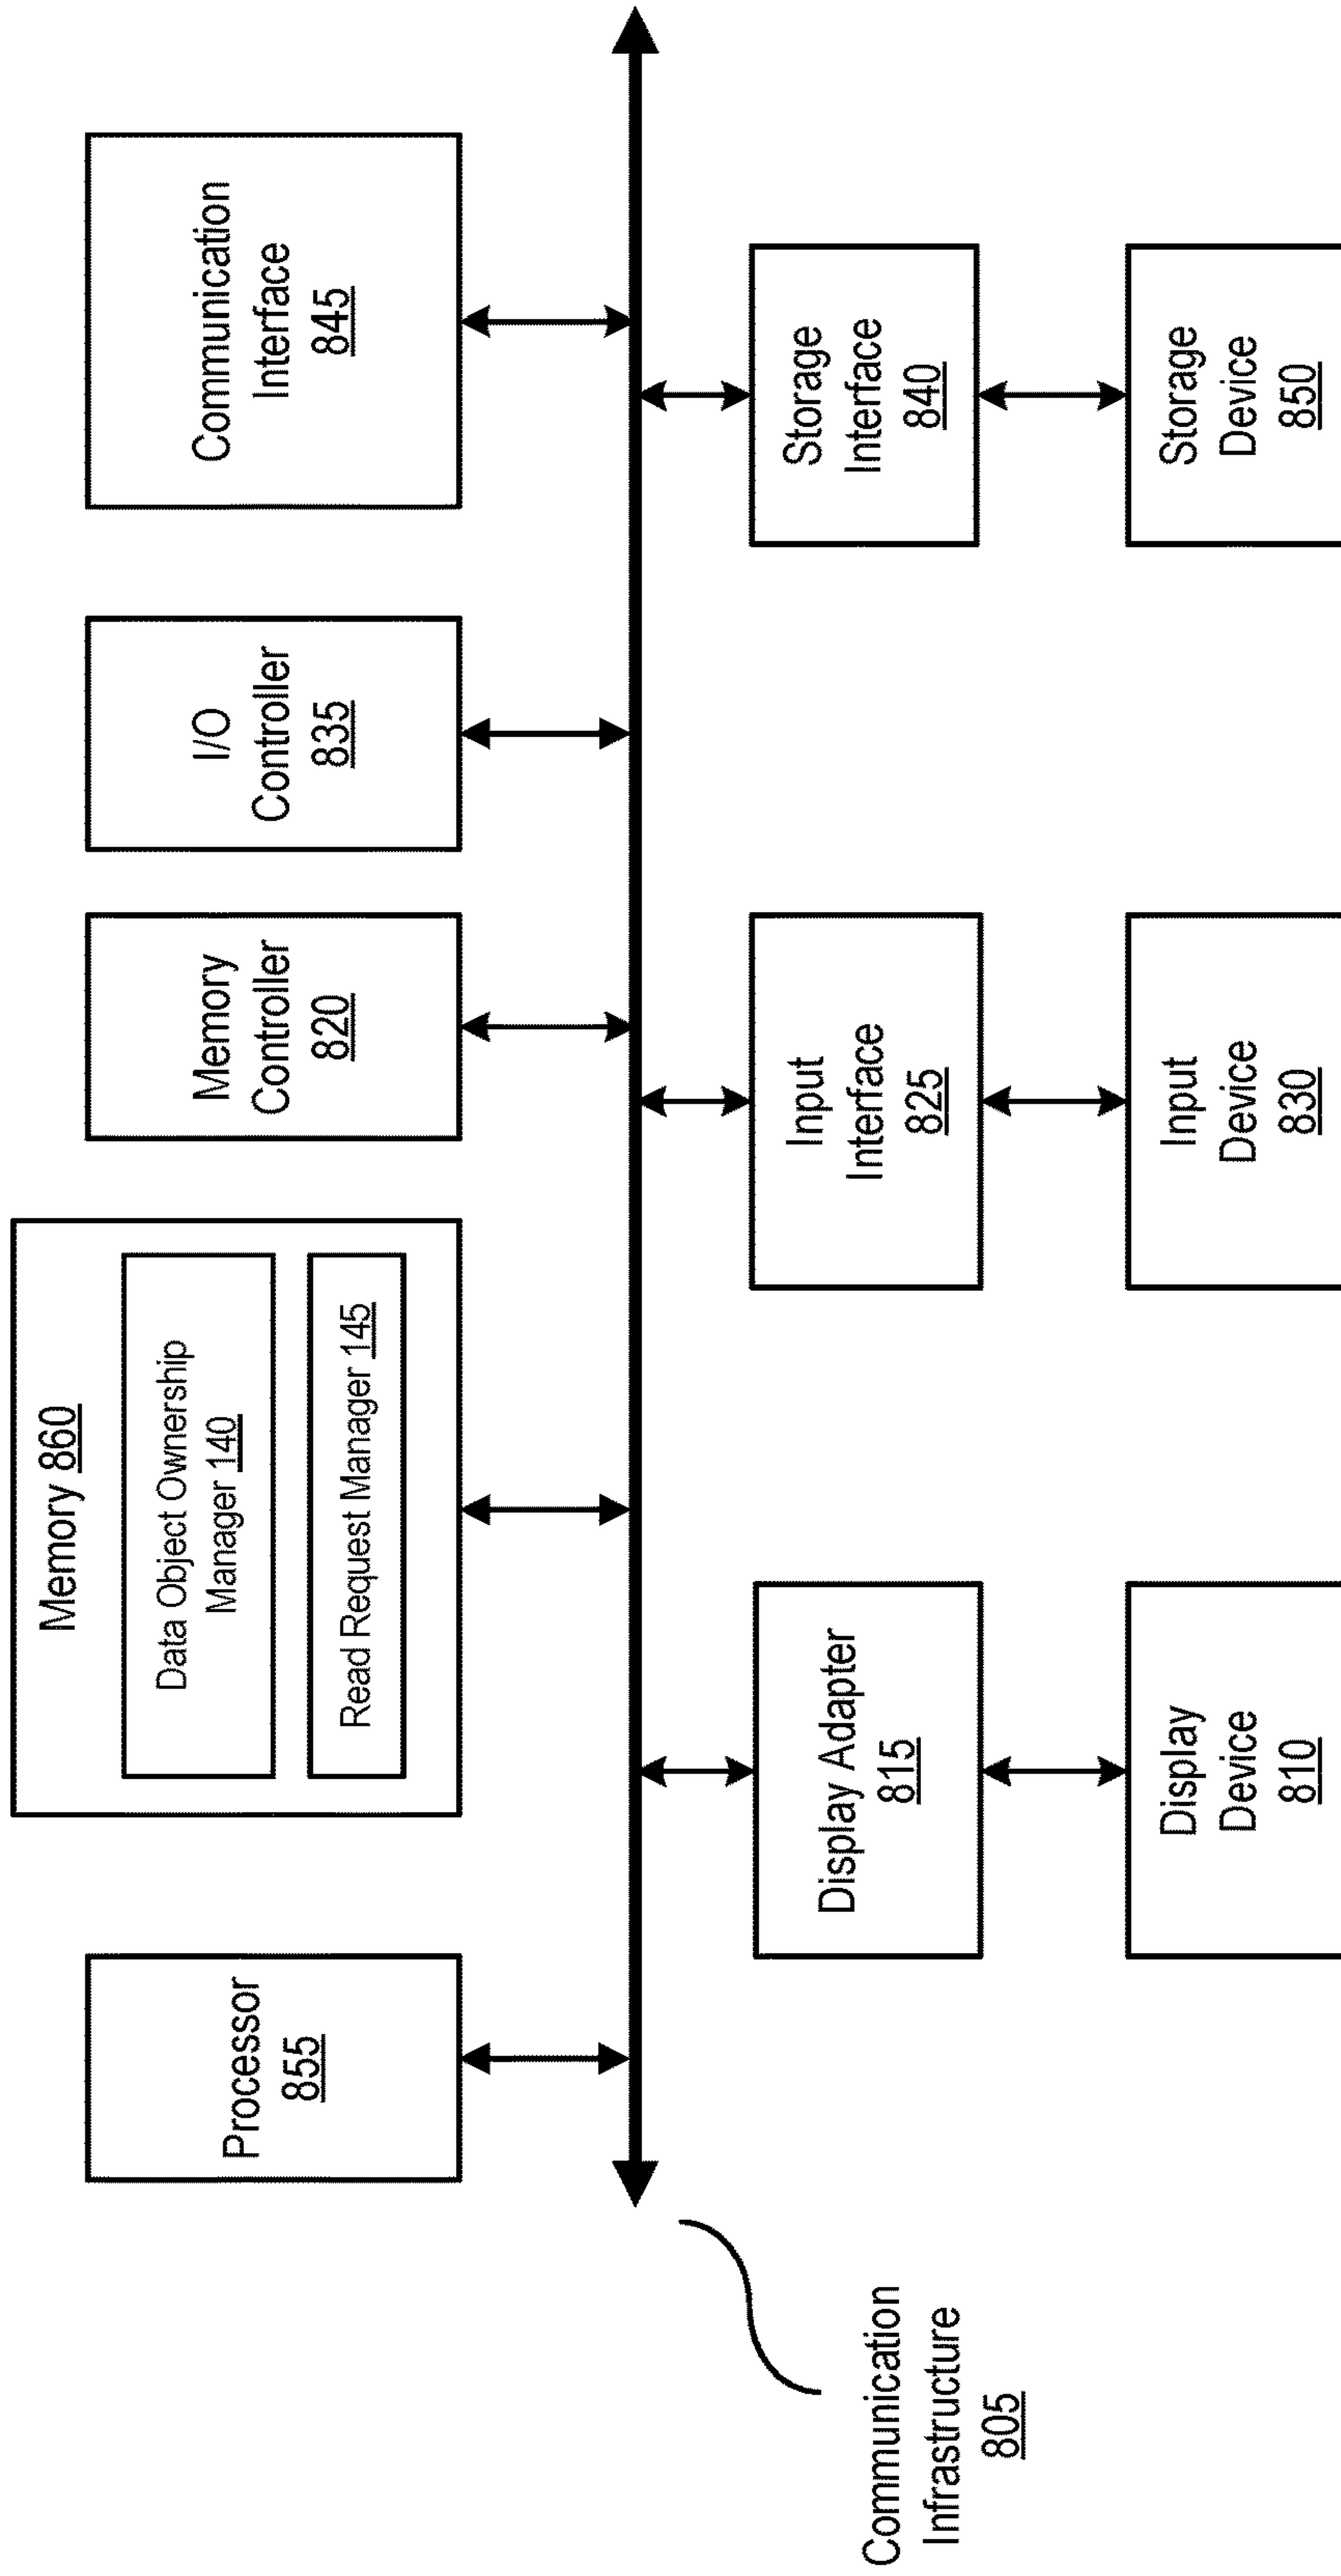 Processor
855
Memory 860
Data Object Ownership
Manager 140
Read Request Manager 145
Memory
Controller
820
I/O
Controller
835
Communication
Interface
845
Communication
Infrastructure
805
Display Adapter
815
Input
Interface
825
Storage
Interface
840
Display
Device
810
Input
Device
830
Storage
Device
850